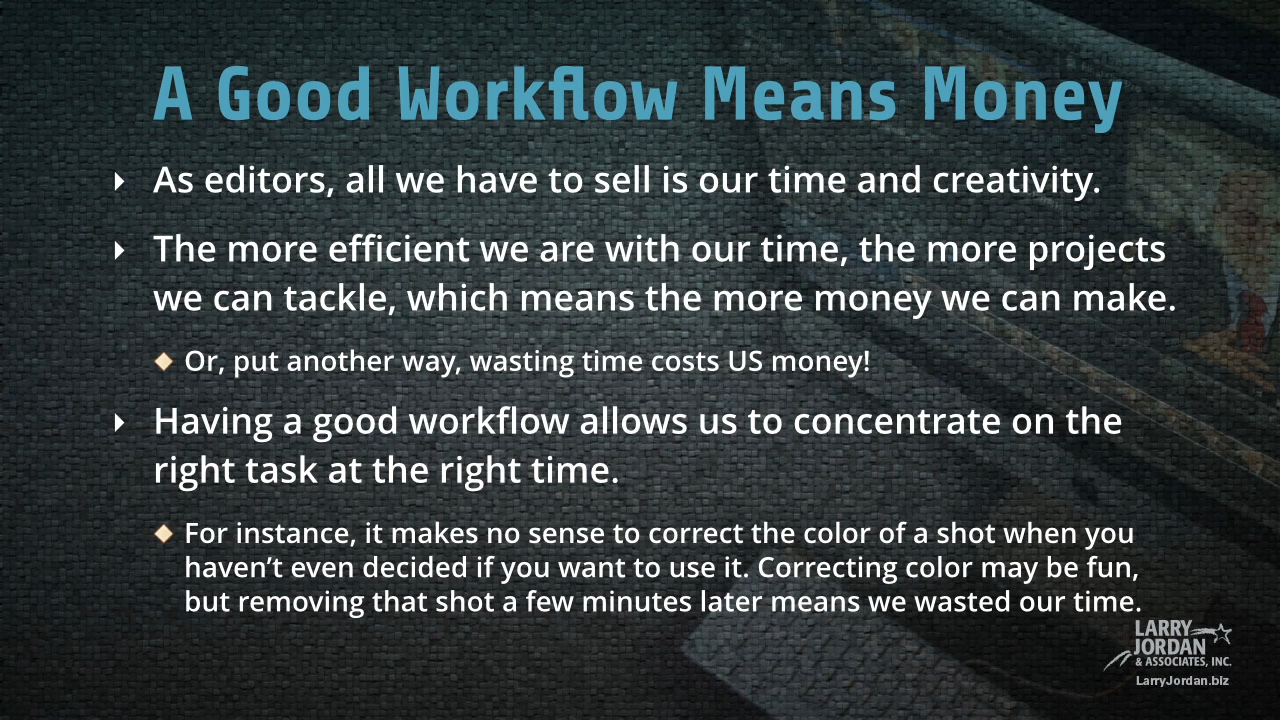 A Good Workflow Means Money
As editors, all we have to sell is our time and creativity.
The more efficient we are with our time, the more projects
we can tackle, which means the more money we can make.
Or, put another way, wasting time costs US money!
Having a good workflow allows us to concentrate on the
right task at the right time.
For instance, it makes no sense to correct the color of a shot when you
haven’t even decided if you want to use it. Correcting color may be fun,
but removing that shot a few minutes later means we wasted our time.
LARRY
JORDAN
& ASSOCIATES, INC.
LarryJordan.biz